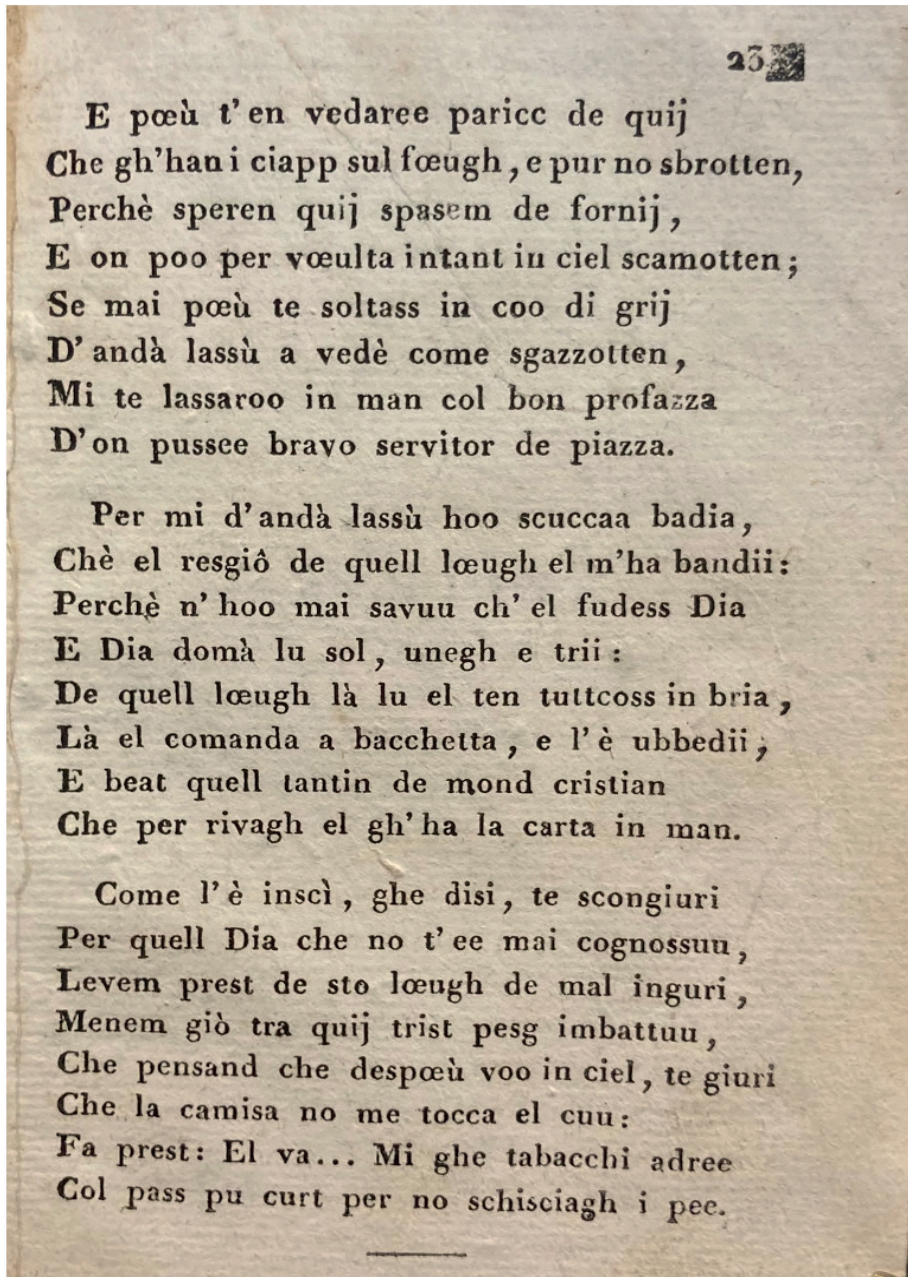 23
E pœù t' en vedaree paricc de quij
Che gh'han i ciapp sul fœugh, e pur no sbrotten,
Perchè speren quij spasem de fornij,
E on poo per vœulta intant in ciel scamotten;
Se mai pœù te soltass in coo di grij
D'andà lassù a vedè come sgazzotten,
Mi te lassaroo in man col bon profazza
D'on pussee bravo servitor de piazza.
Per mi d'andà lassù hoo scuccaa badia,
Chè el resgiô de quell lœugh el m'ha bandii:
Perchè n'hoo mai savuu ch'el fudess Dia
E Dia domà lu sol, unegh e trii:
De quell lœugh là lu el ten tuttcoss in bria,
Là el comanda a bacchetta, e l'è ubbedii,
E beat quell tantin de mond cristian
Che per rivagh el gh'ha la carta in man.
Come l'è inscì, ghe disi, te scongiuri
Per quell Dia che no t'ee mai cognossuu,
Levem prest de sto lœugh de mal inguri,
Menem giò tra quij trist pesg imbattuu,
Che pensand che despœù voo in ciel, te giuri
Che la camisa no me tocca el cuu:
Fa prest: El va... Mi ghe tabacchi adree
Col pass pu curt per no schisciagh i pee.